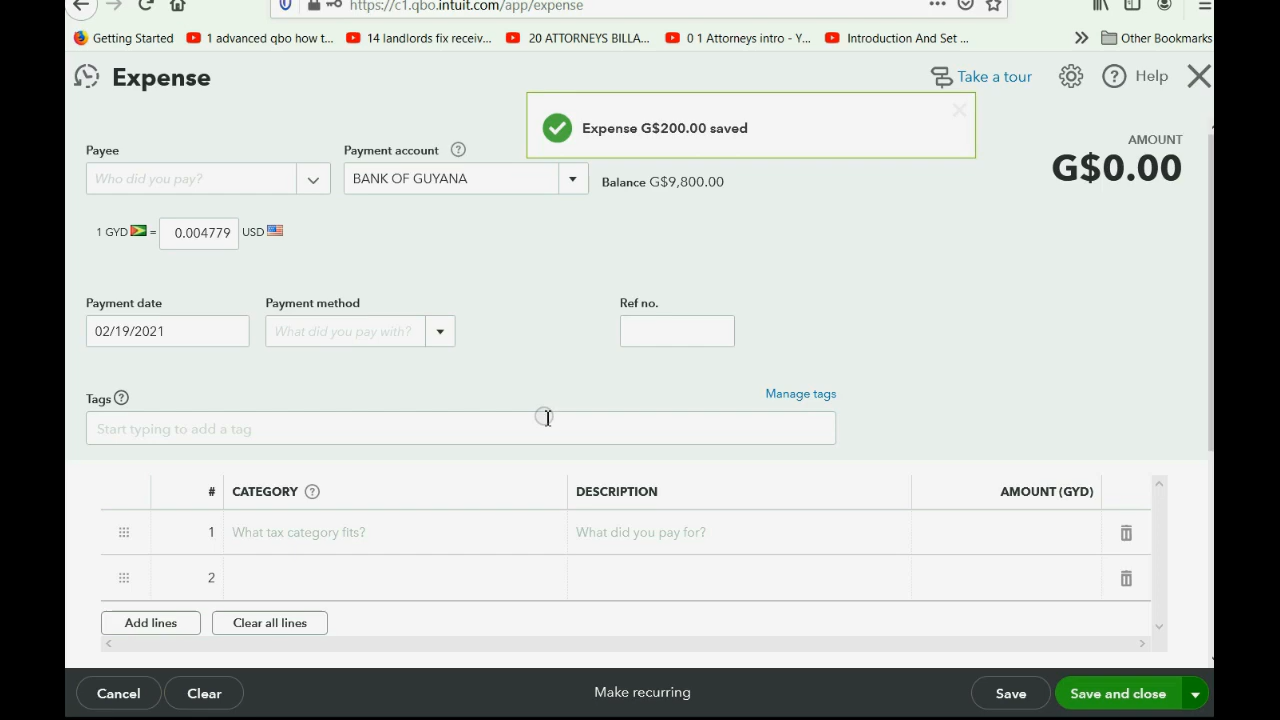 https://c1.qbo.intuit.com/app/expense
Getting Started 1 advanced qbo how t... 14 landlords fix receiv... 20 ATTORNEYS BILLA... 0 1 Attorneys intro - Y... Introduction And Set ... Other Bookmarks
Expense
Take a tour
Help
Expense G$200.00 saved
AMOUNT
G$0.00
Payee
Payment account
Who did you pay?
BANK OF GUYANA
Balance G$9,800.00
1 GYD = 0.004779 USD
Payment date
Payment method
Ref no.
02/19/2021
What did you pay with?
Tags
Manage tags
Start typing to add a tag
# CATEGORY DESCRIPTION AMOUNT (GYD)
1 What tax category fits? What did you pay for?
2
Add lines Clear all lines
Cancel Clear Make recurring Save Save and close